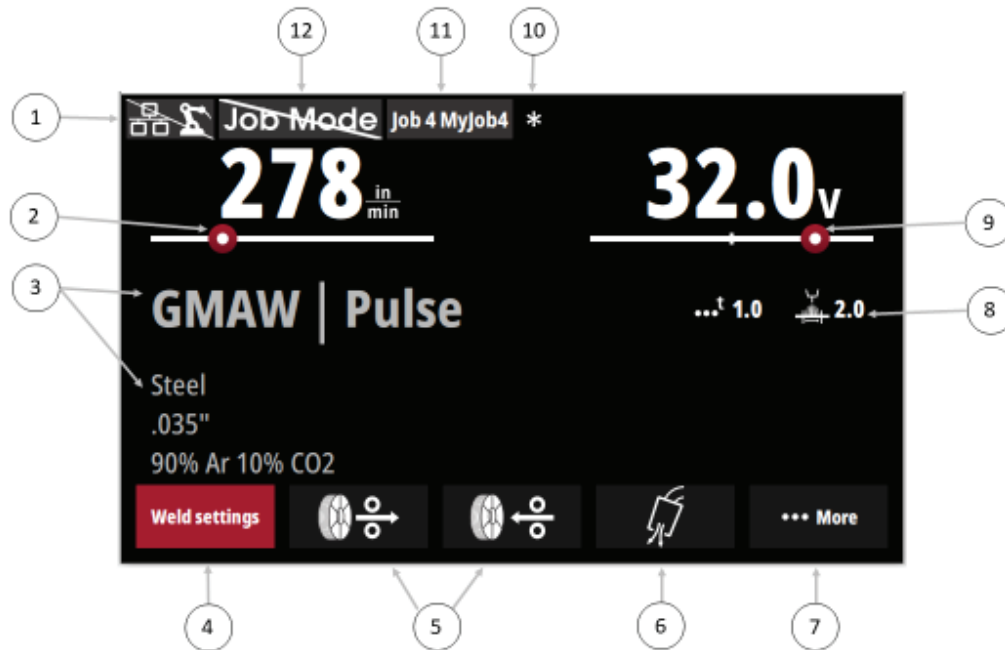 12 11 10
1
Job Mode Job 4 MyJob4 *
278 in/min 32.0 V
2
9
3
GMAW | Pulse
...t 1.0 2.0
8
Steel
.035"
90% Ar 10% CO2
Weld settings
••• More
4 5 6 7